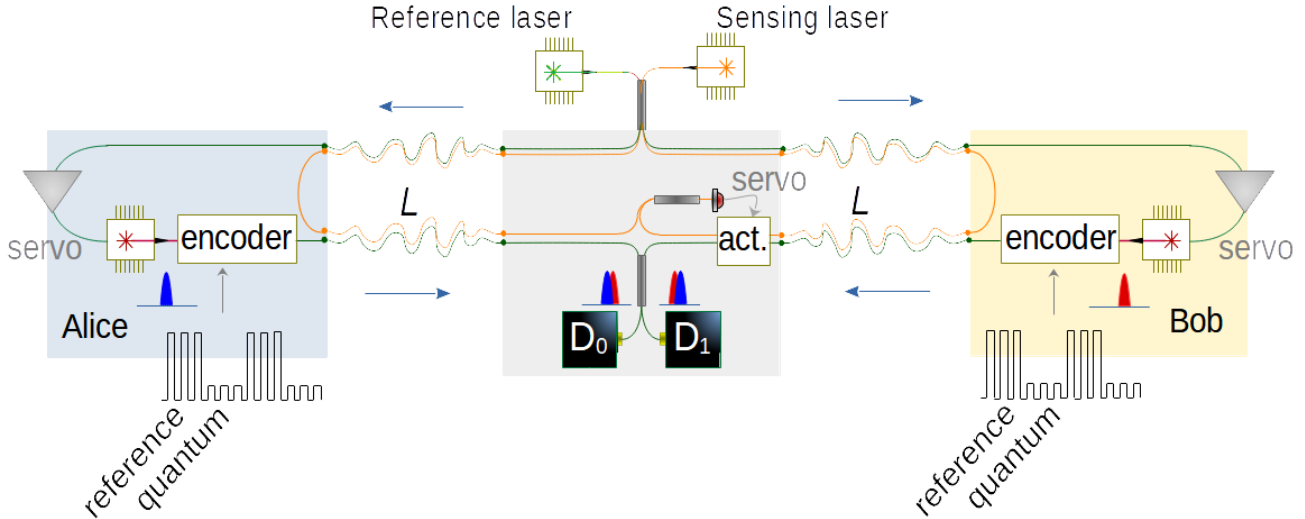 Reference laser
Sensing laser
servo
L
L
act.
servo
encoder
encoder
servo
Alice
D0
D1
Bob
reference
quantum
reference
quantum